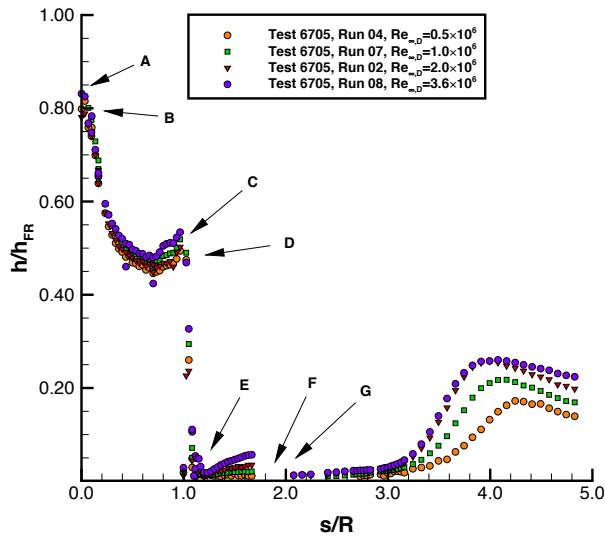 Test 6705, Run 04, Re∞,D=0.5×10⁶
Test 6705, Run 07, Re∞,D=1.0×10⁶
Test 6705, Run 02, Re∞,D=2.0×10⁶
Test 6705, Run 08, Re∞,D=3.6×10⁶
A
B
C
D
E
F
G
1.00
0.80
0.60
0.40
0.20
h/hFR
0.0 1.0 2.0 3.0 4.0 5.0
s/R